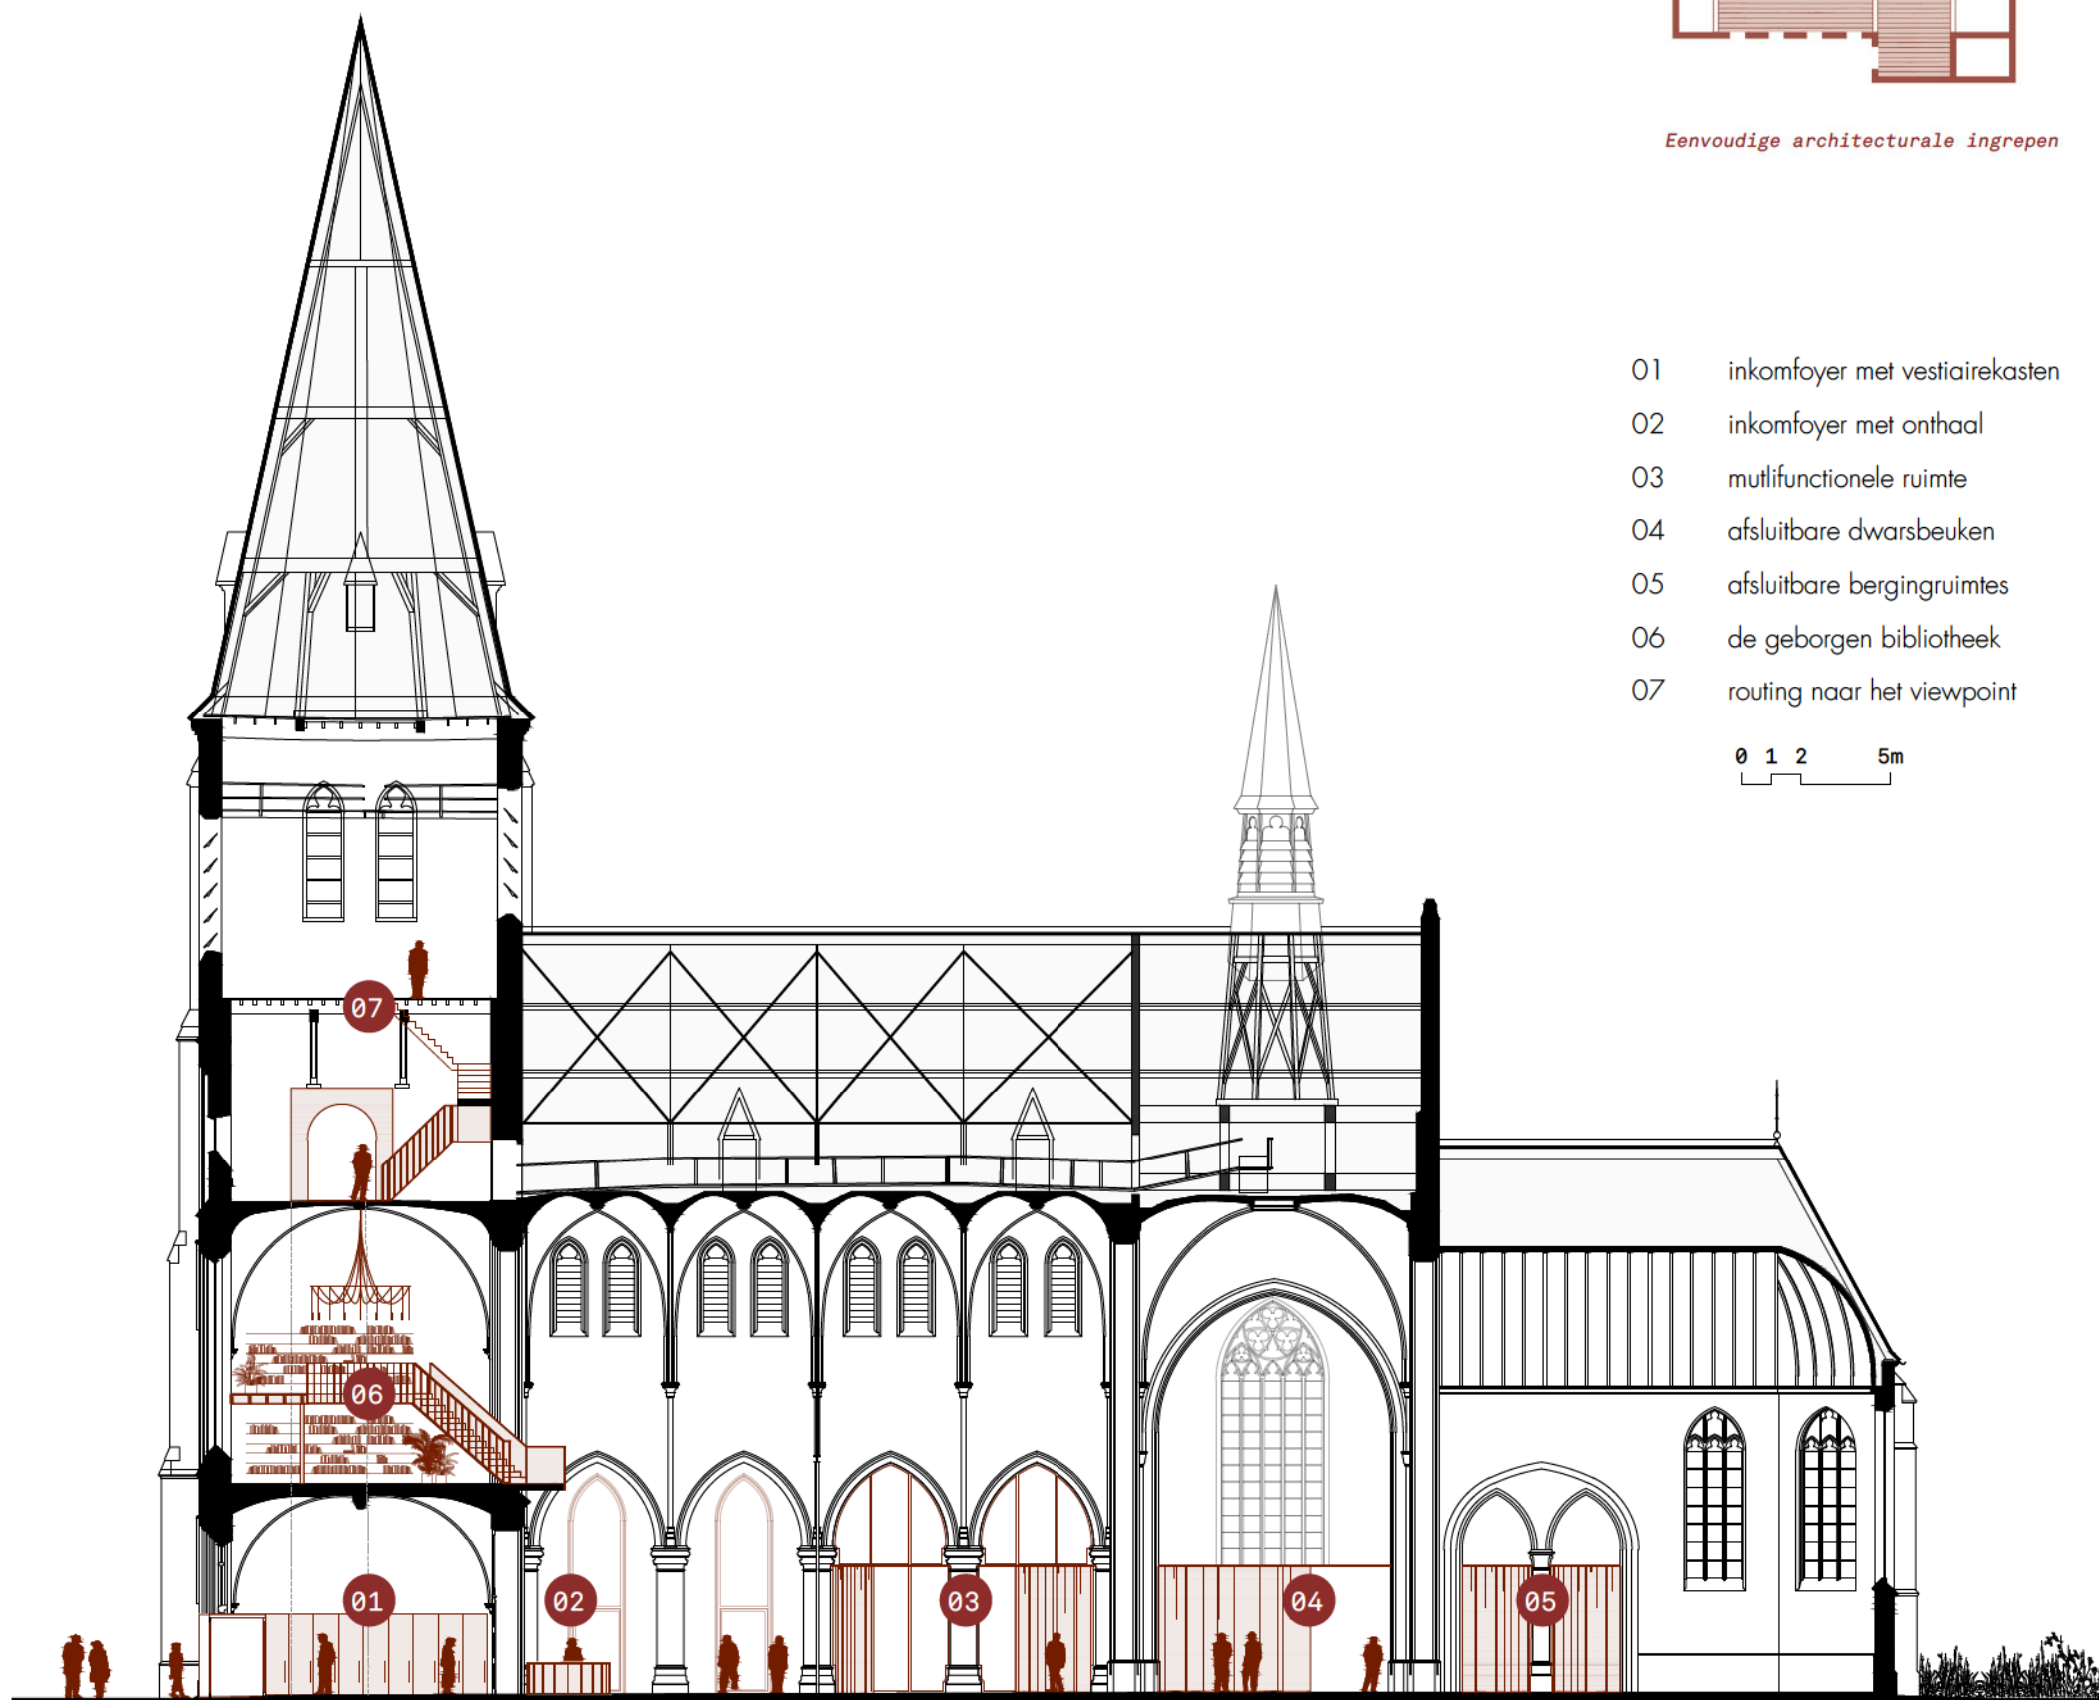 Eenvoudige architecturale ingrepen
01 inkomfoyer met vestiairekasten
02 inkomfoyer met onthaal
03 mutlifunctionele ruimte
04 afsluitbare dwarsbeuken
05 afsluitbare bergingruimtes
06 de geborgen bibliotheek
07 routing naar het viewpoint
0 1 2 5m
07
06
01 02 03 04 05